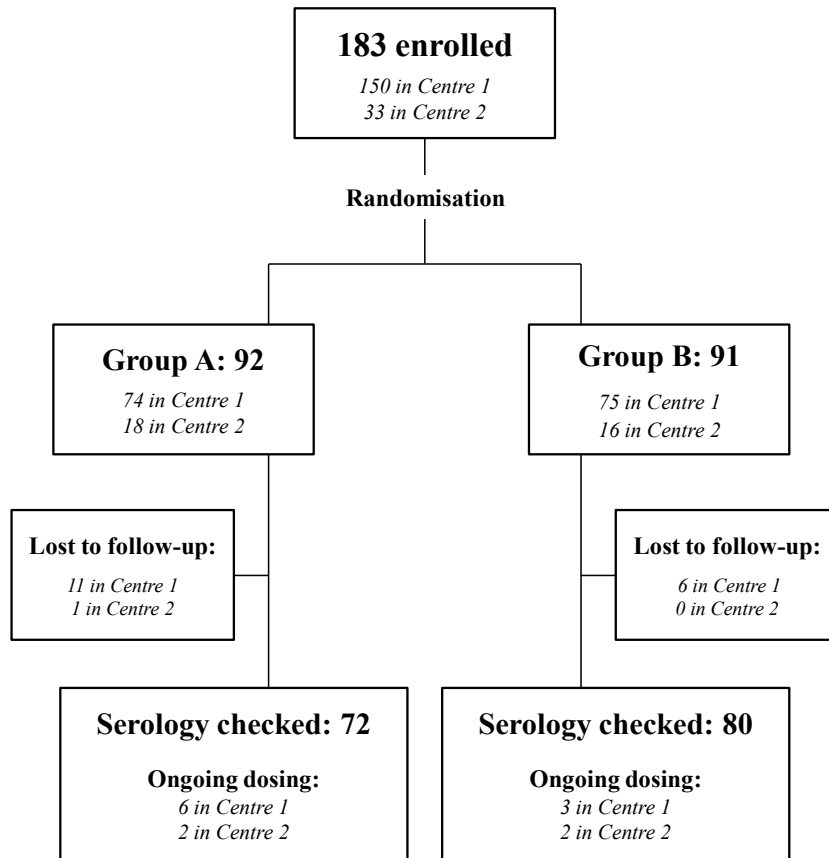 183 enrolled
150 in Centre 1
33 in Centre 2
Randomisation
Group A: 92
74 in Centre 1
18 in Centre 2
Group B: 91
75 in Centre 1
16 in Centre 2
Lost to follow-up:
11 in Centre 1
1 in Centre 2
Lost to follow-up:
6 in Centre 1
0 in Centre 2
Serology checked: 72
Ongoing dosing:
6 in Centre 1
2 in Centre 2
Serology checked: 80
Ongoing dosing:
3 in Centre 1
2 in Centre 2